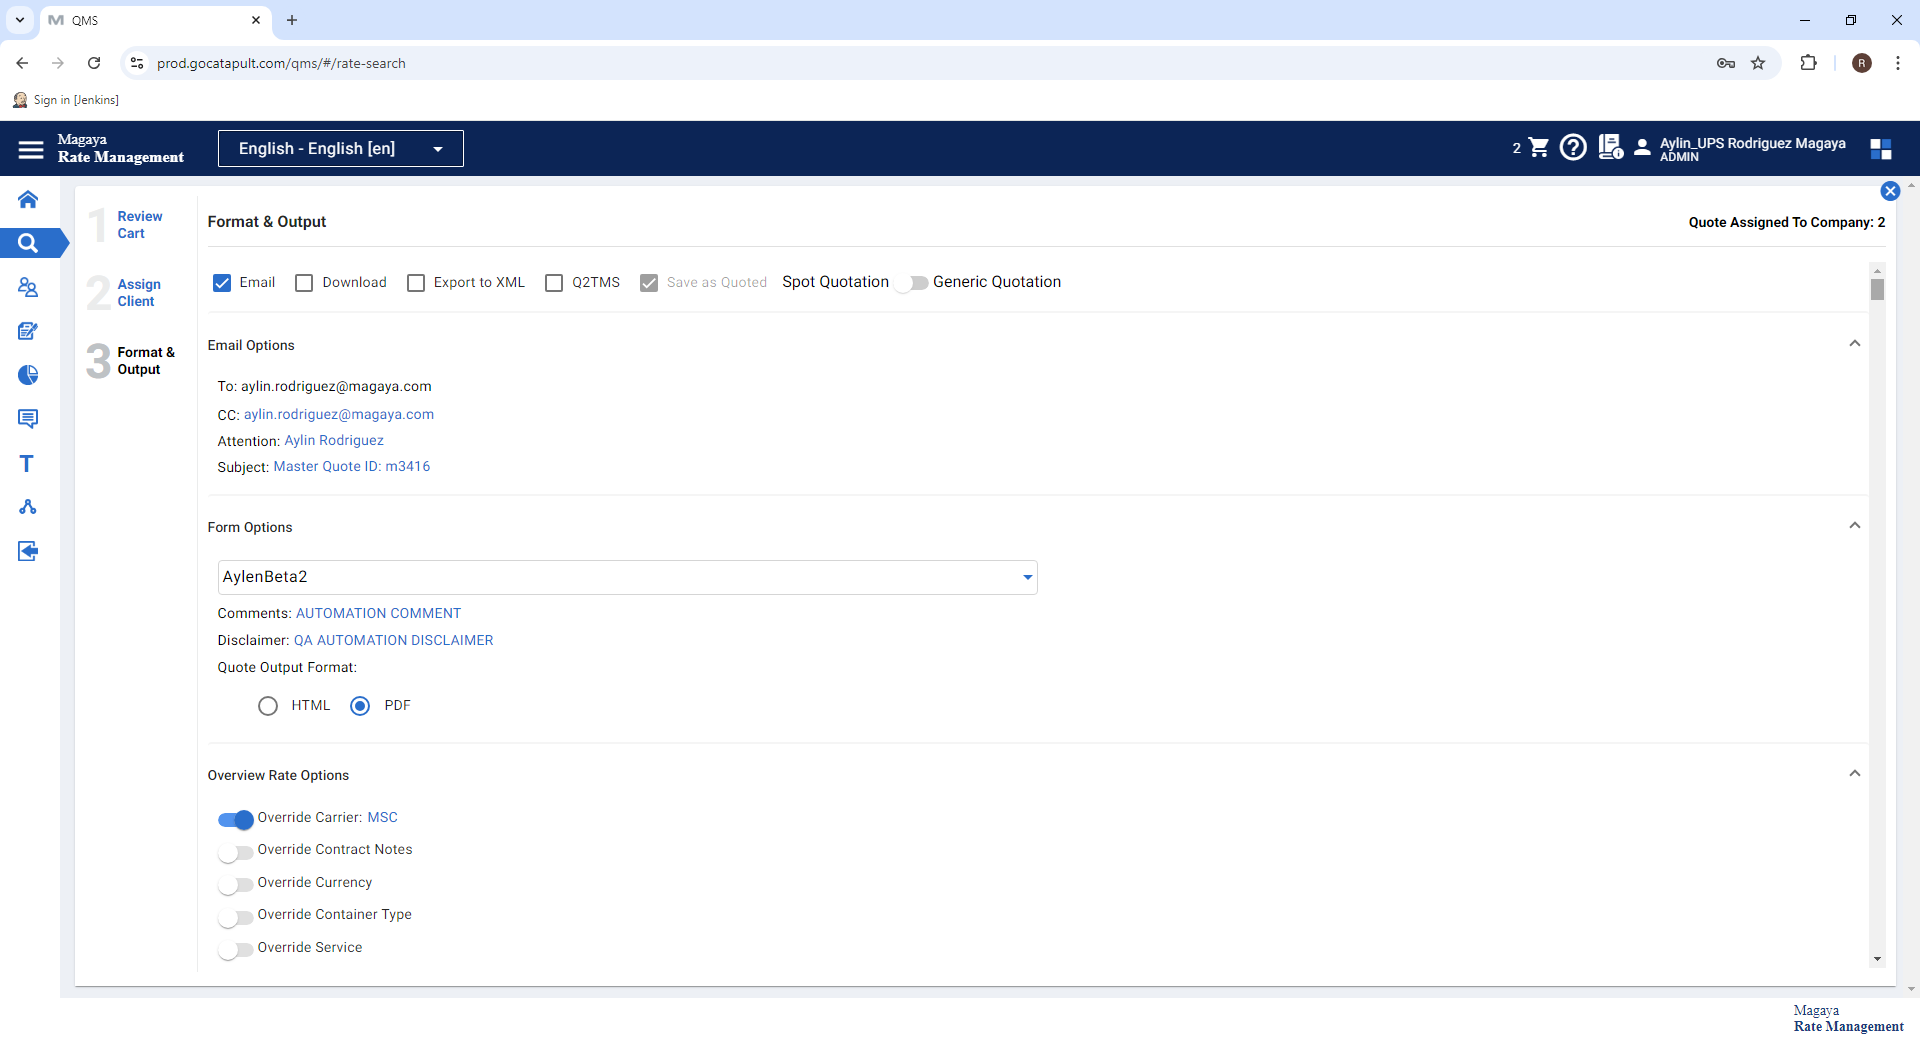 QMS
prod.gocatapult.com/qms/#/rate-search
R
Sign in [Jenkins]
Magaya
Rate Management
English - English [en]
2
Aylin_UPS Rodriguez Magaya
ADMIN
1 Review Cart
2 Assign Client
3 Format & Output
Format & Output
Quote Assigned To Company: 2
Email
Download
Export to XML
Q2TMS
Save as Quoted
Spot Quotation
Generic Quotation
Email Options
To: aylin.rodriguez@magaya.com
CC: aylin.rodriguez@magaya.com
Attention: Aylin Rodriguez
Subject: Master Quote ID: m3416
Form Options
AylenBeta2
Comments: AUTOMATION COMMENT
Disclaimer: QA AUTOMATION DISCLAIMER
Quote Output Format:
HTML
PDF
Overview Rate Options
Override Carrier: MSC
Override Contract Notes
Override Currency
Override Container Type
Override Service
Magaya
Rate Management